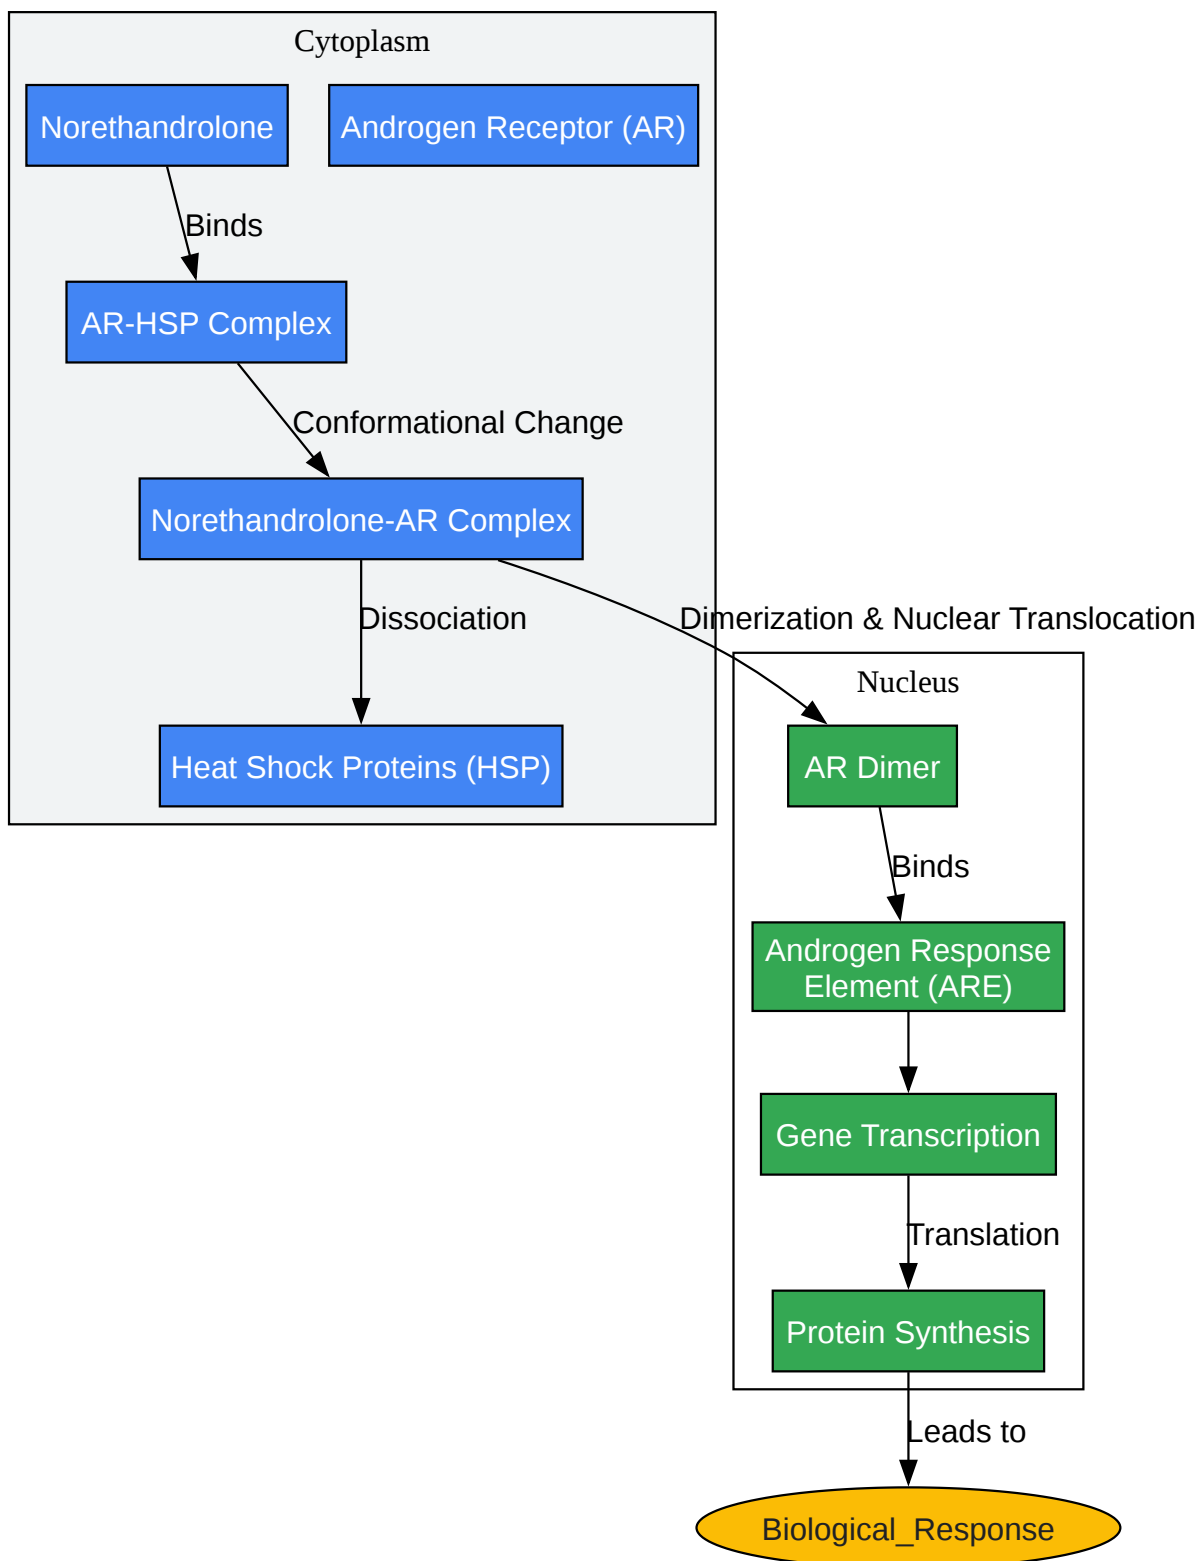 Cytoplasm
Norethandrolone
Androgen Receptor (AR)
Binds
AR-HSP Complex
Conformational Change
Norethandrolone-AR Complex
Dissociation
Dimerization & Nuclear Translocation
Heat Shock Proteins (HSP)
Nucleus
AR Dimer
Binds
Androgen Response
Element (ARE)
Gene Transcription
Translation
Protein Synthesis
Leads to
Biological_Response